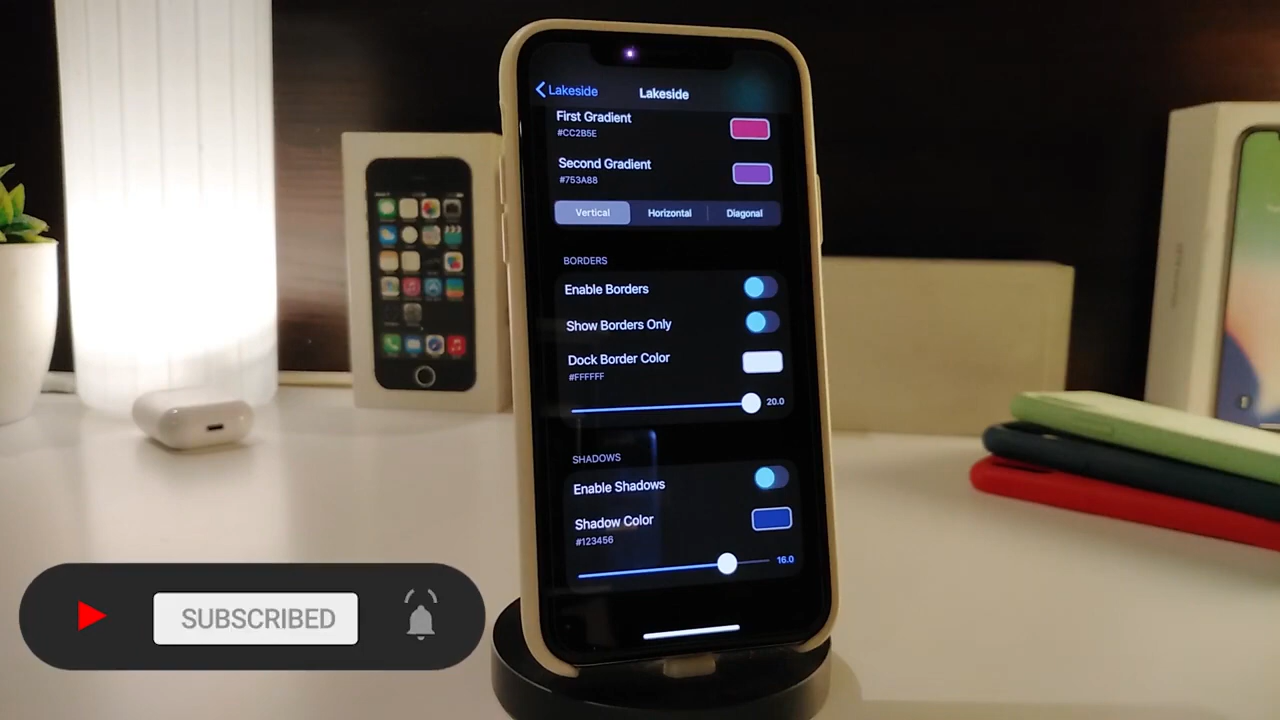 Lakeside
Lakeside
First Gradient
#CC2B5E
Second Gradient
#753A88
Vertical
Horizontal
Diagonal
BORDERS
Enable Borders
Show Borders Only
Dock Border Color
#FFFFFF
20.0
SHADOWS
Enable Shadows
Shadow Color
#123456
16.0
SUBSCRIBED